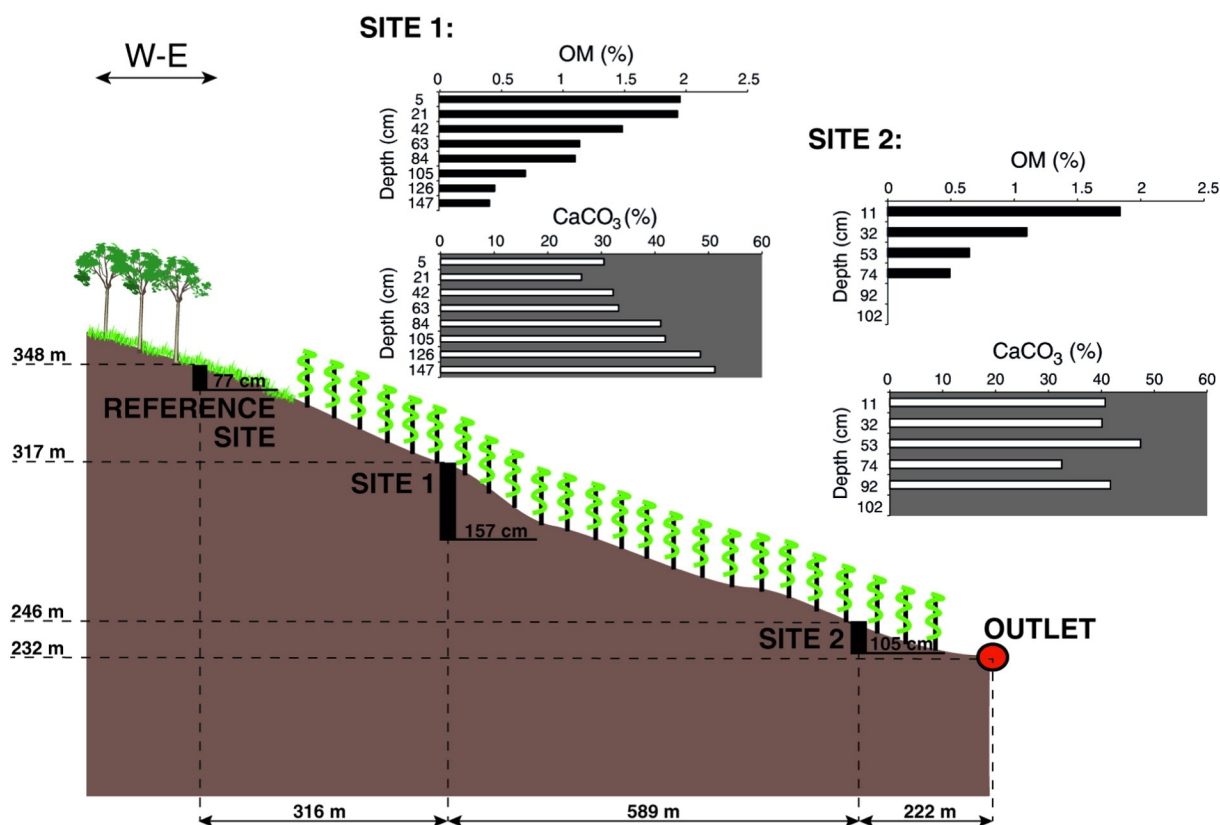 W-E
SITE 1:
OM (%)
0 0.5 1 1.5 2 2.5
Depth (cm)
5
21
42
63
84
105
126
147
CaCO3 (%)
0 10 20 30 40 50 60
Depth (cm)
5
21
42
63
84
105
126
147
SITE 2:
OM (%)
0 0.5 1 1.5 2 2.5
Depth (cm)
11
32
53
74
92
102
CaCO3 (%)
0 10 20 30 40 60
Depth (cm)
11
32
53
74
92
102
348 m
77 cm
REFERENCE
SITE
317 m
SITE 1
157 cm
246 m
SITE 2
105 cm
OUTLET
232 m
316 m 589 m 222 m